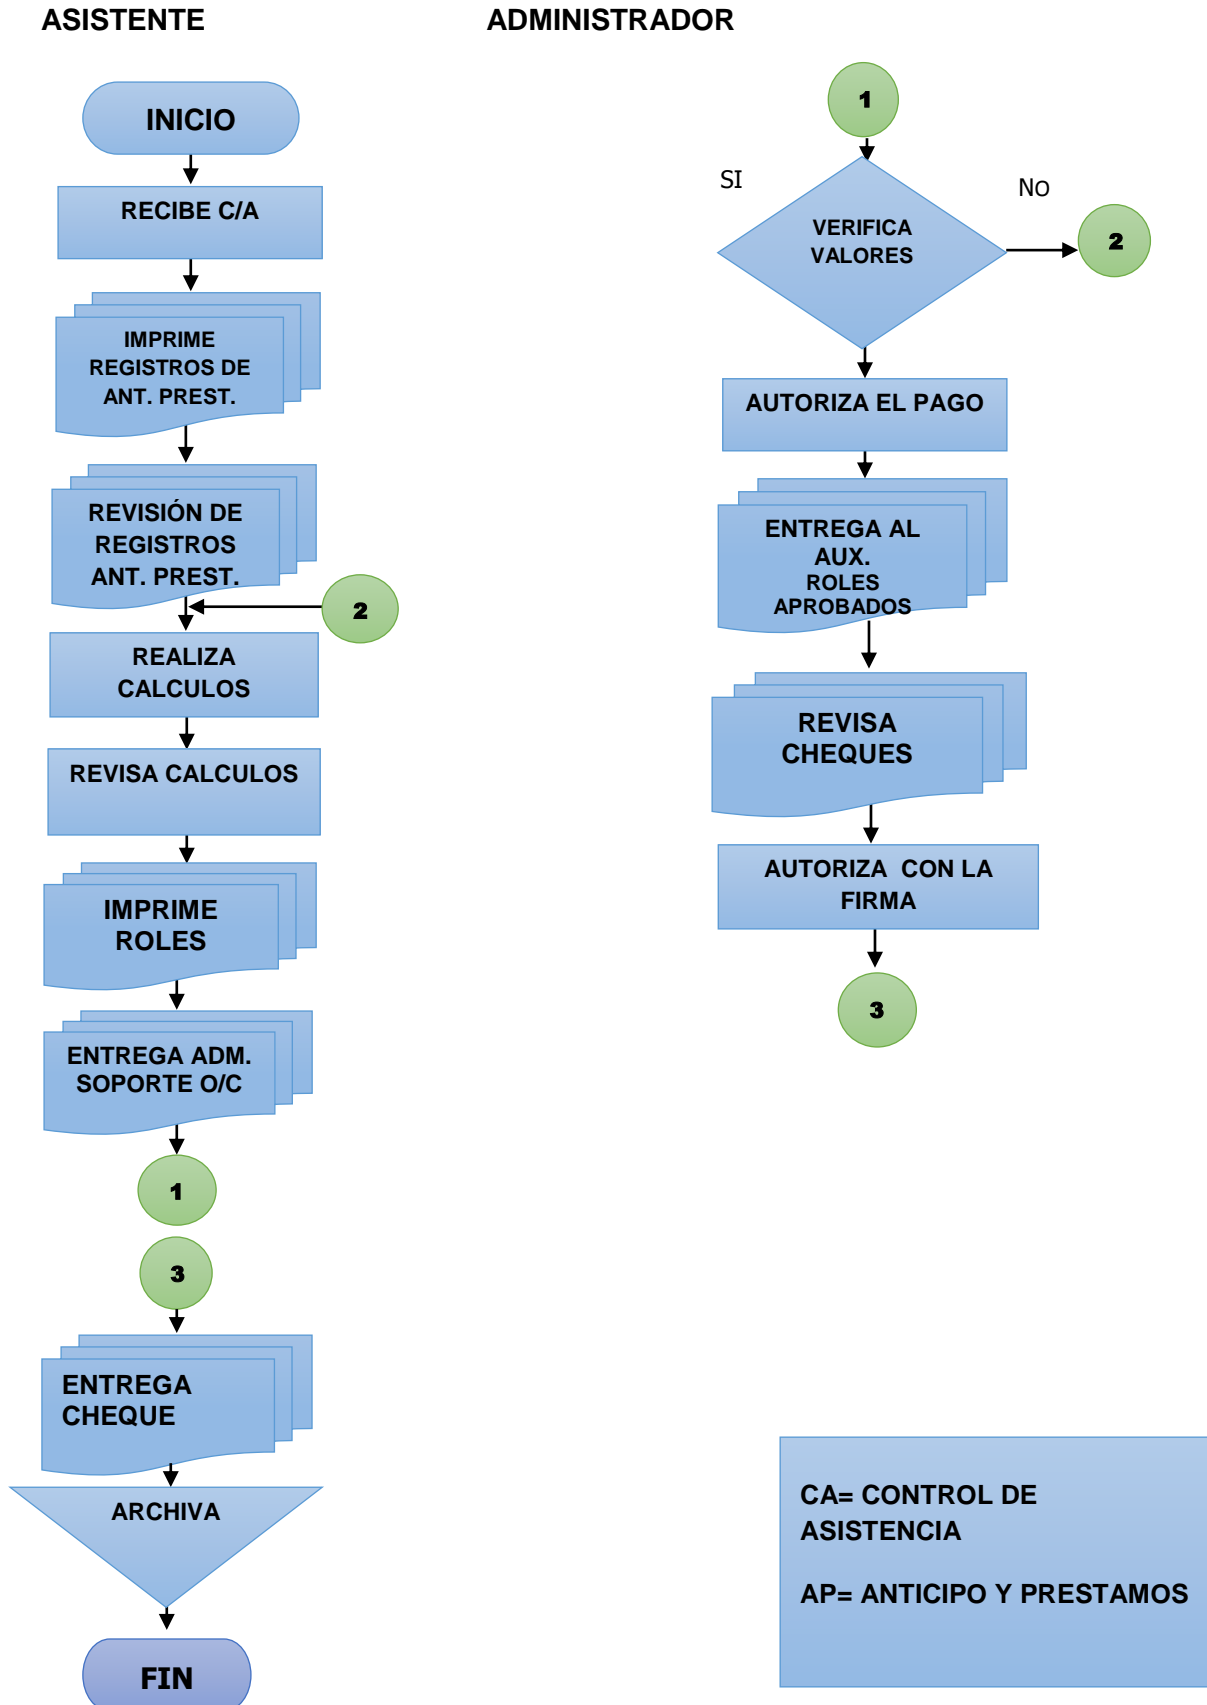 ASISTENTE
ADMINISTRADOR
INICIO
RECIBE C/A
IMPRIME
REGISTROS DE
ANT. PREST.
REVISIÓN DE
REGISTROS
ANT. PREST.
2
REALIZA
CALCULOS
REVISA CALCULOS
IMPRIME
ROLES
ENTREGA ADM.
SOPORTE O/C
1
3
ENTREGA
CHEQUE
ARCHIVA
FIN
1
SI
NO
VERIFICA
VALORES
2
AUTORIZA EL PAGO
ENTREGA AL
AUX.
ROLES
APROBADOS
REVISA
CHEQUES
AUTORIZA  CON LA
FIRMA
3
CA= CONTROL DE
ASISTENCIA
AP= ANTICIPO Y PRESTAMOS